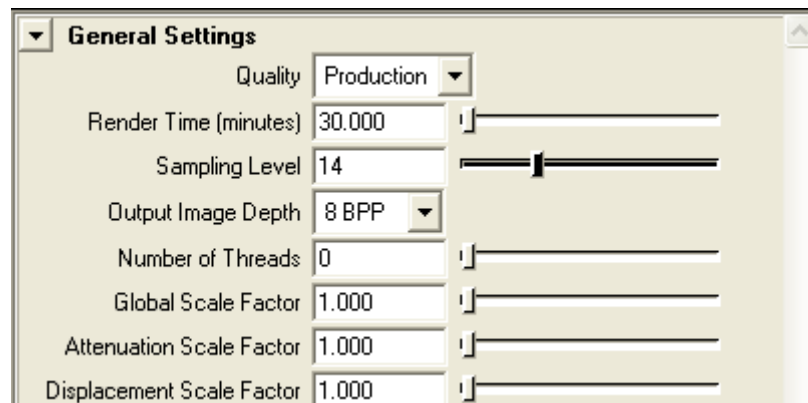 General Settings
Quality Production
Render Time (minutes) 30.000
Sampling Level 14
Output Image Depth 8 BPP
Number of Threads 0
Global Scale Factor 1.000
Attenuation Scale Factor 1.000
Displacement Scale Factor 1.000